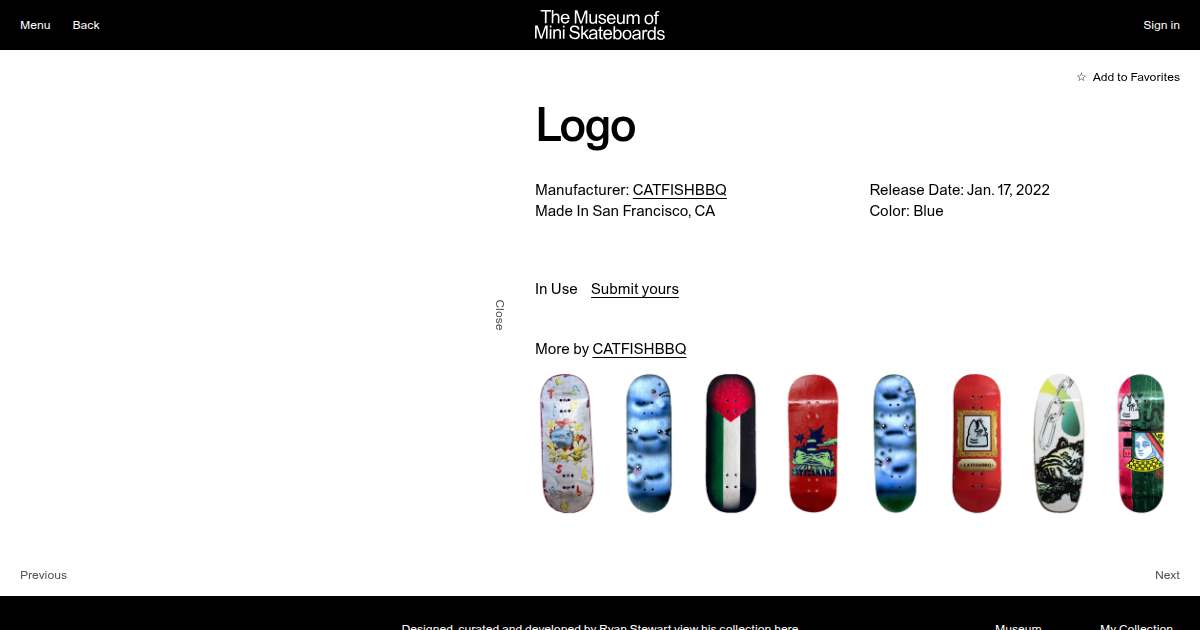 Menu
Back
The Museum of
Mini Skateboards
Sign in
☆ Add to Favorites
Logo
Manufacturer: CATFISHBBQ
Made In San Francisco, CA
Release Date: Jan. 17, 2022
Color: Blue
In Use
Submit yours
Close
More by CATFISHBBQ
CATFISHBBQ
Previous
Next
Designed, curated and developed by Ryan Stewart view his collection here
Museum
My Collection